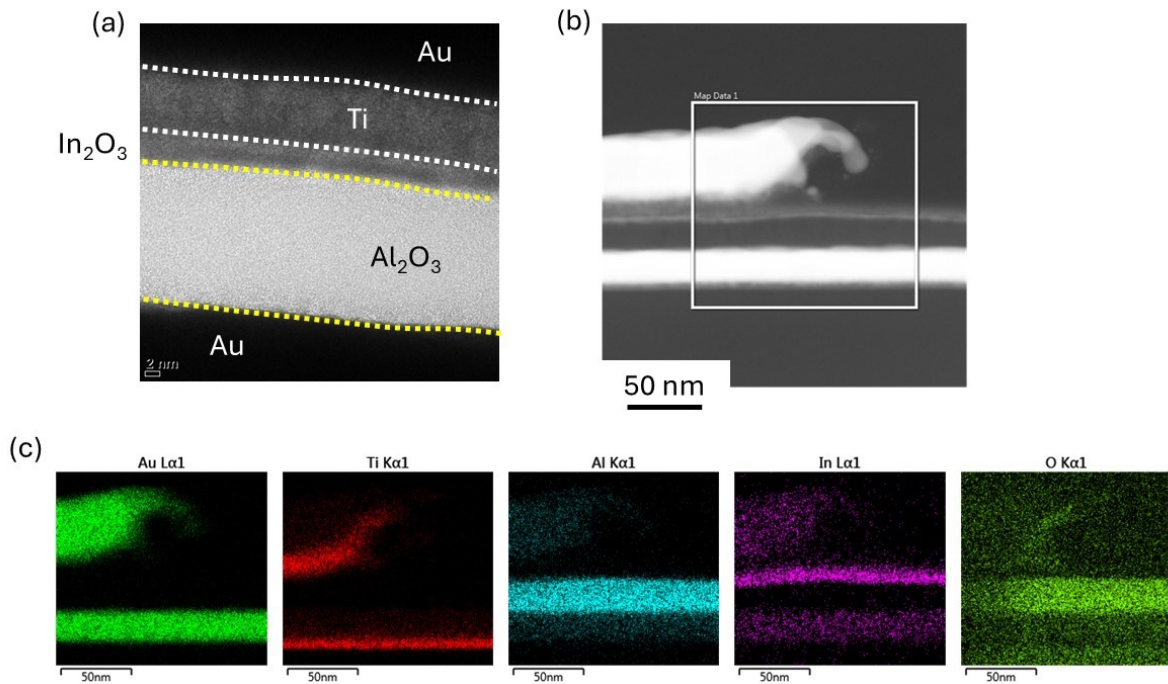 (a)
Au
Ti
In₂O₃
Al₂O₃
Au
2 nm
(b)
Map Data 1
50 nm
(c)
Au Lα1
Ti Kα1
Al Kα1
In Lα1
O Kα1
50nm
50nm
50nm
50nm
50nm